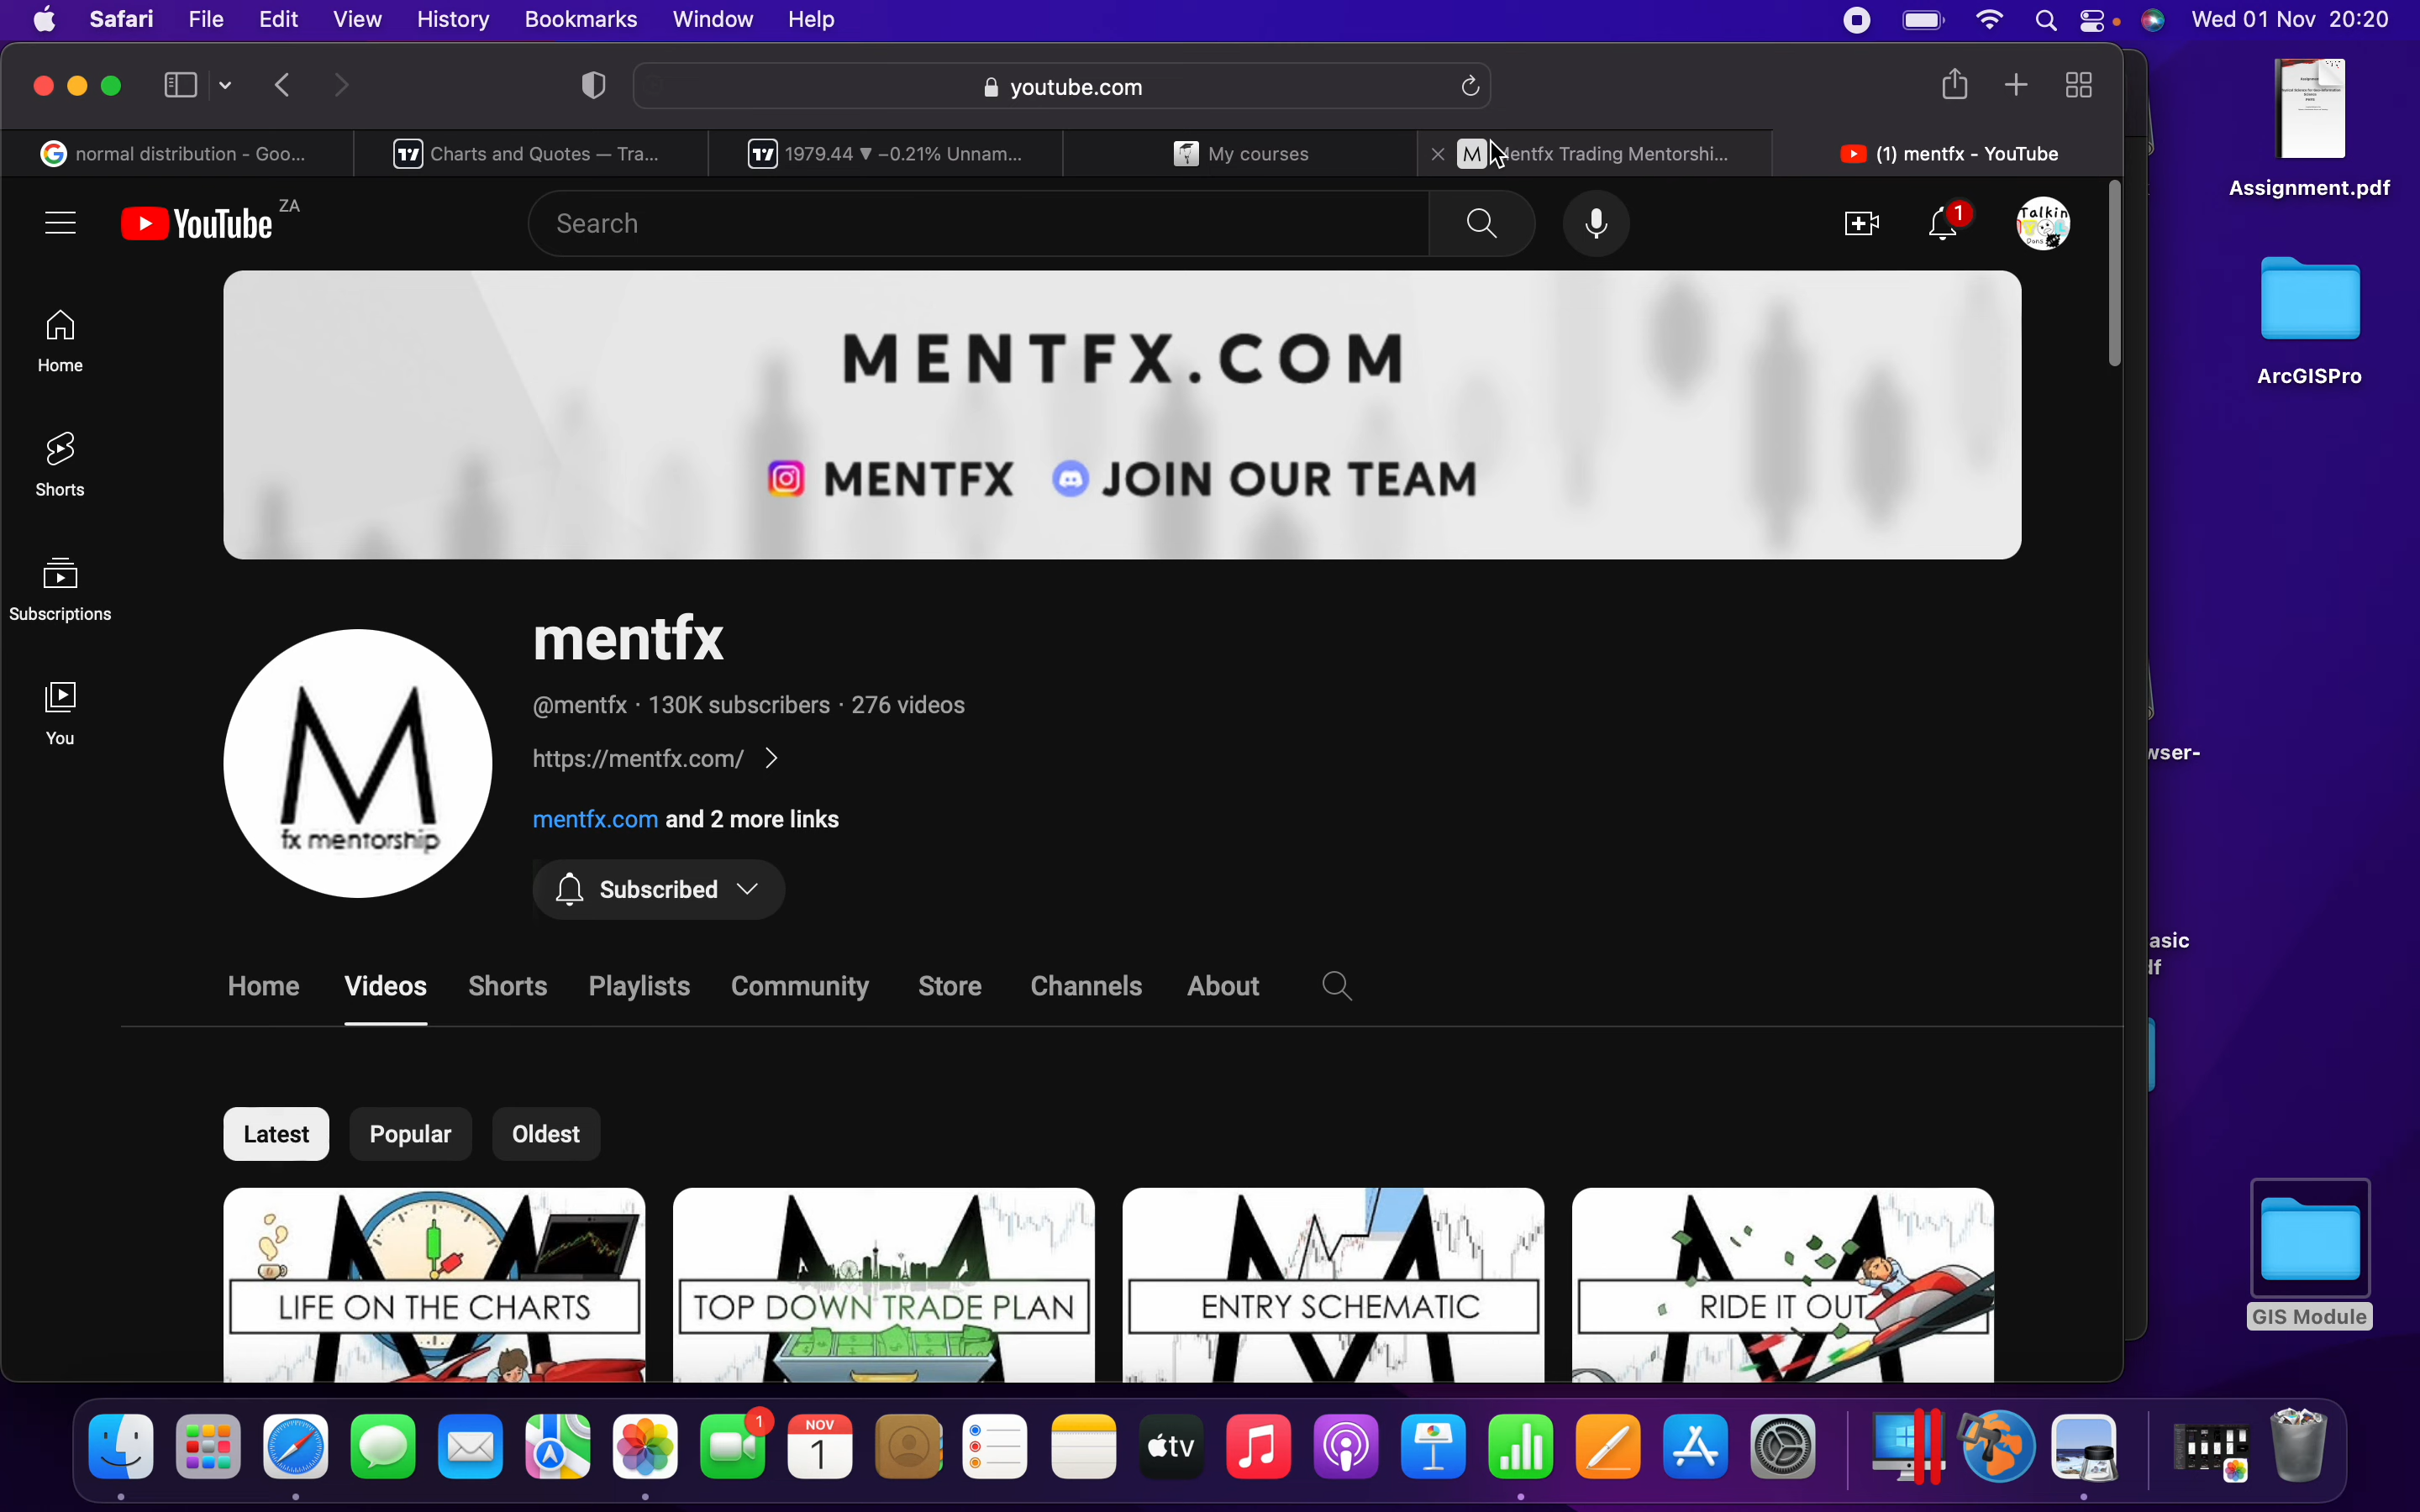 Safari File Edit View History Bookmarks Window Help Wed 01 Nov 20:20
youtube.com
normal distribution - Goo... Charts and Quotes — Tra... 1979.44 ▼ −0.21% Unnam... My courses M entfx Trading Mentorshi... (1) mentfx - YouTube
YouTube ZA
Search
1
Talkin
Home
Shorts
Subscriptions
You
MENTFX.COM
MENTFX JOIN OUR TEAM
M
fx mentorship
mentfx
@mentfx · 130K subscribers · 276 videos
https://mentfx.com/
mentfx.com and 2 more links
Subscribed
Home Videos Shorts Playlists Community Store Channels About
Latest Popular Oldest
LIFE ON THE CHARTS
TOP DOWN TRADE PLAN
ENTRY SCHEMATIC
RIDE IT OUT
Assignment.pdf
ArcGISPro
wser-
asic
GIS Module
1
NOV
1
tv